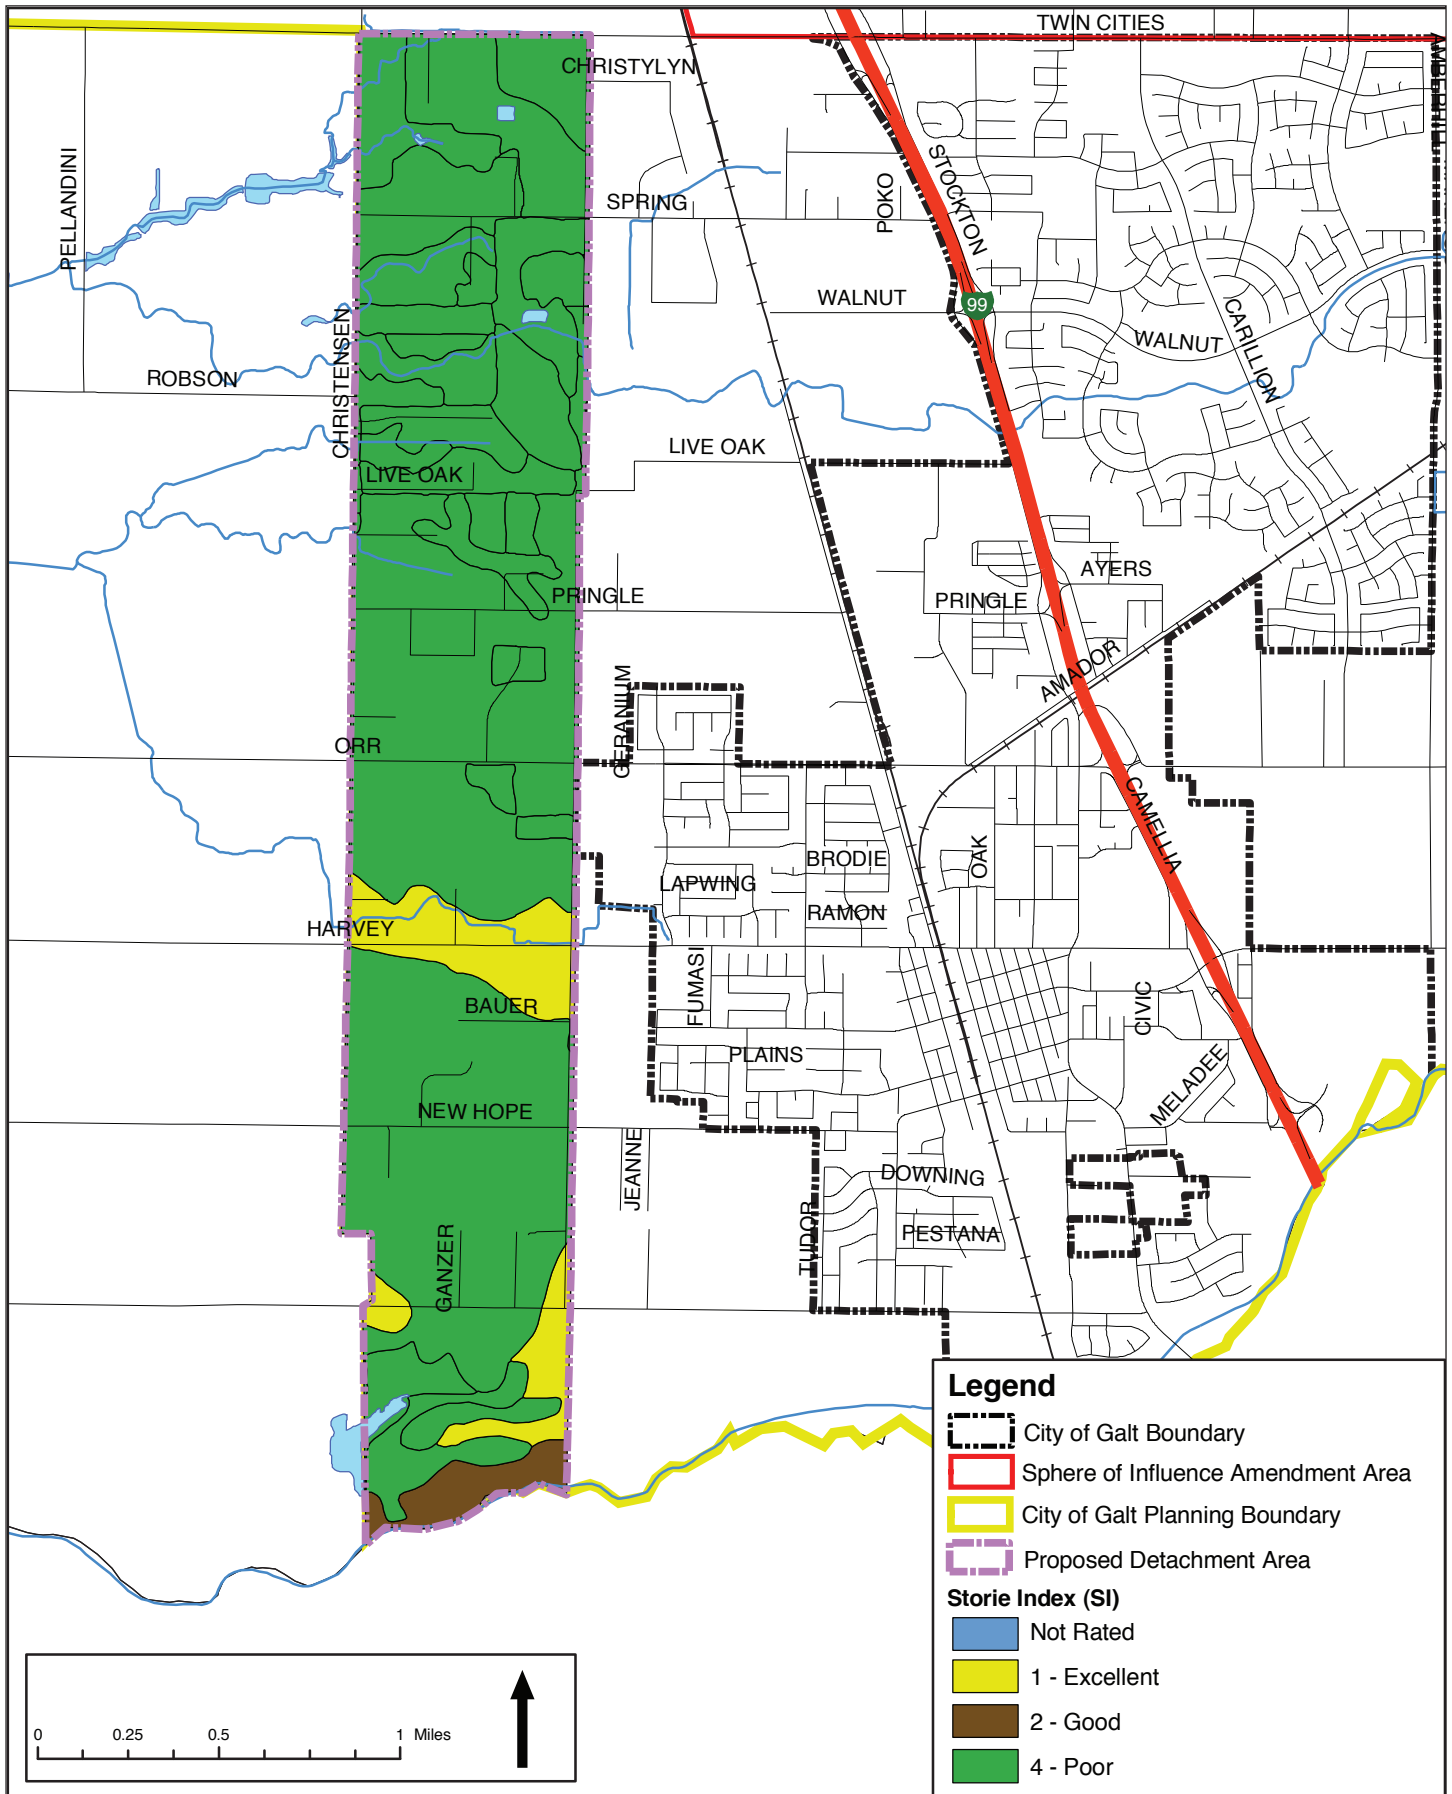 TWIN CITIES
CHRISTYLYN
AMBERHILL
STOCKTON
POKO
PELLANDINI
SPRING
99
WALNUT
WALNUT
CARILLION
CHRISTENSEN
ROBSON
LIVE OAK
LIVE OAK
AYERS
PRINGLE
PRINGLE
AMADOR
GERANIUM
ORR
CAMELLIA
OAK
BRODIE
LAPWING
RAMON
HARVEY
FUMASI
BAUER
CIVIC
PLAINS
MELADEE
NEW HOPE
JEANNE
DOWNING
TUDOR
PESTANA
GANZER
Legend
City of Galt Boundary
Sphere of Influence Amendment Area
City of Galt Planning Boundary
Proposed Detachment Area
Storie Index (SI)
Not Rated
1 - Excellent
2 - Good
4 - Poor
0 0.25 0.5 1 Miles